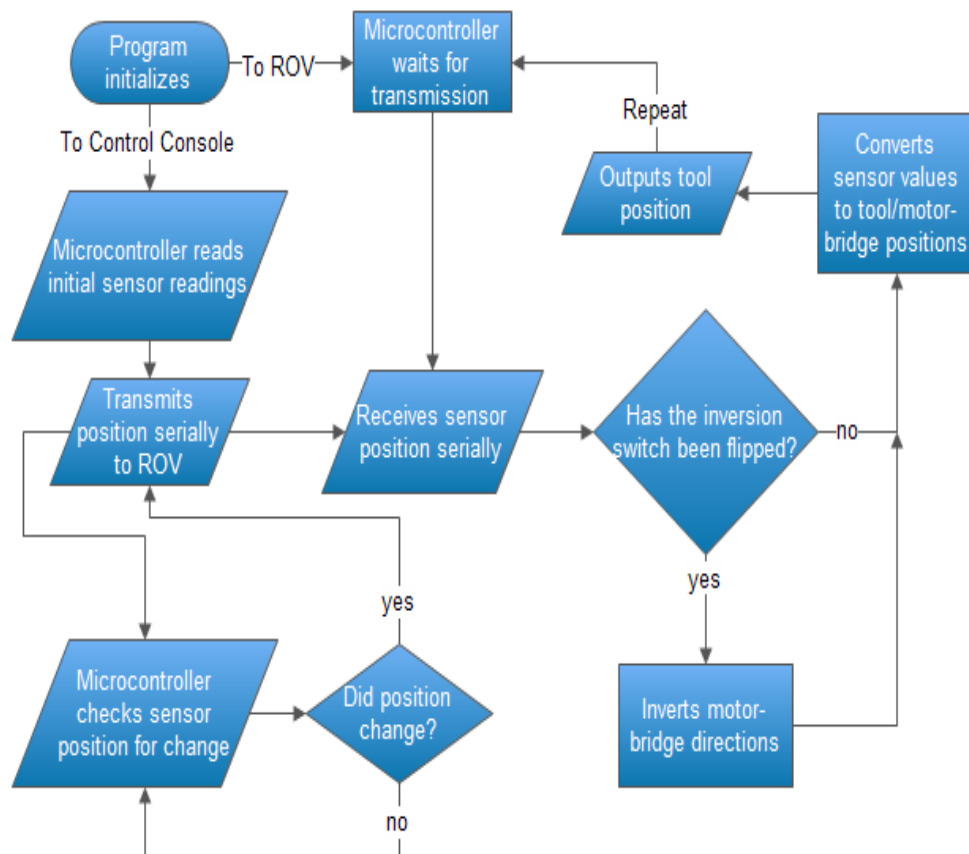 Program
initializes
To ROV
Microcontroller
waits for
transmission
To Control Console
Repeat
Microcontroller reads
initial sensor readings
Outputs tool
position
Converts
sensor values
to tool/motor-
bridge positions
Transmits
position serially
to ROV
Receives sensor
position serially
Has the inversion
switch been flipped?
no
yes
yes
Microcontroller
checks sensor
position for change
Did position
change?
Inverts motor-
bridge directions
no